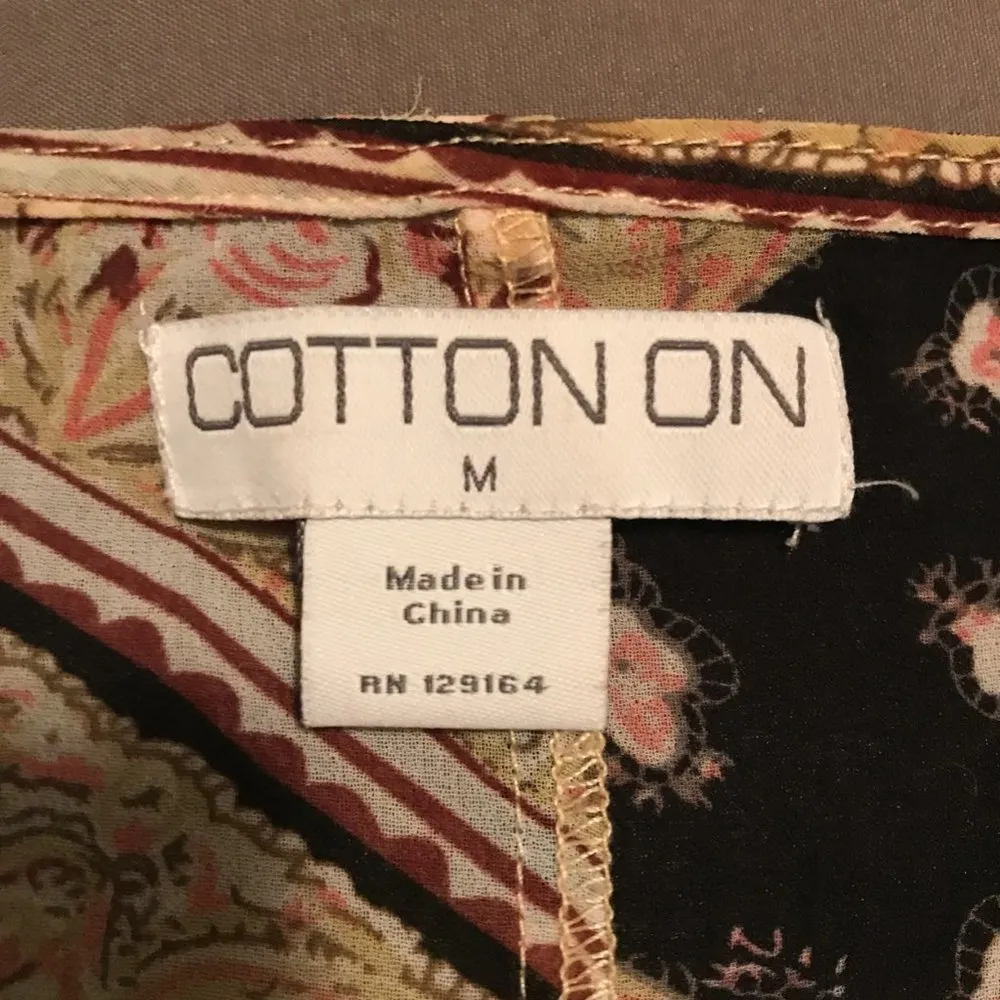 COTTON ON
M
Made in
China
RN 129164